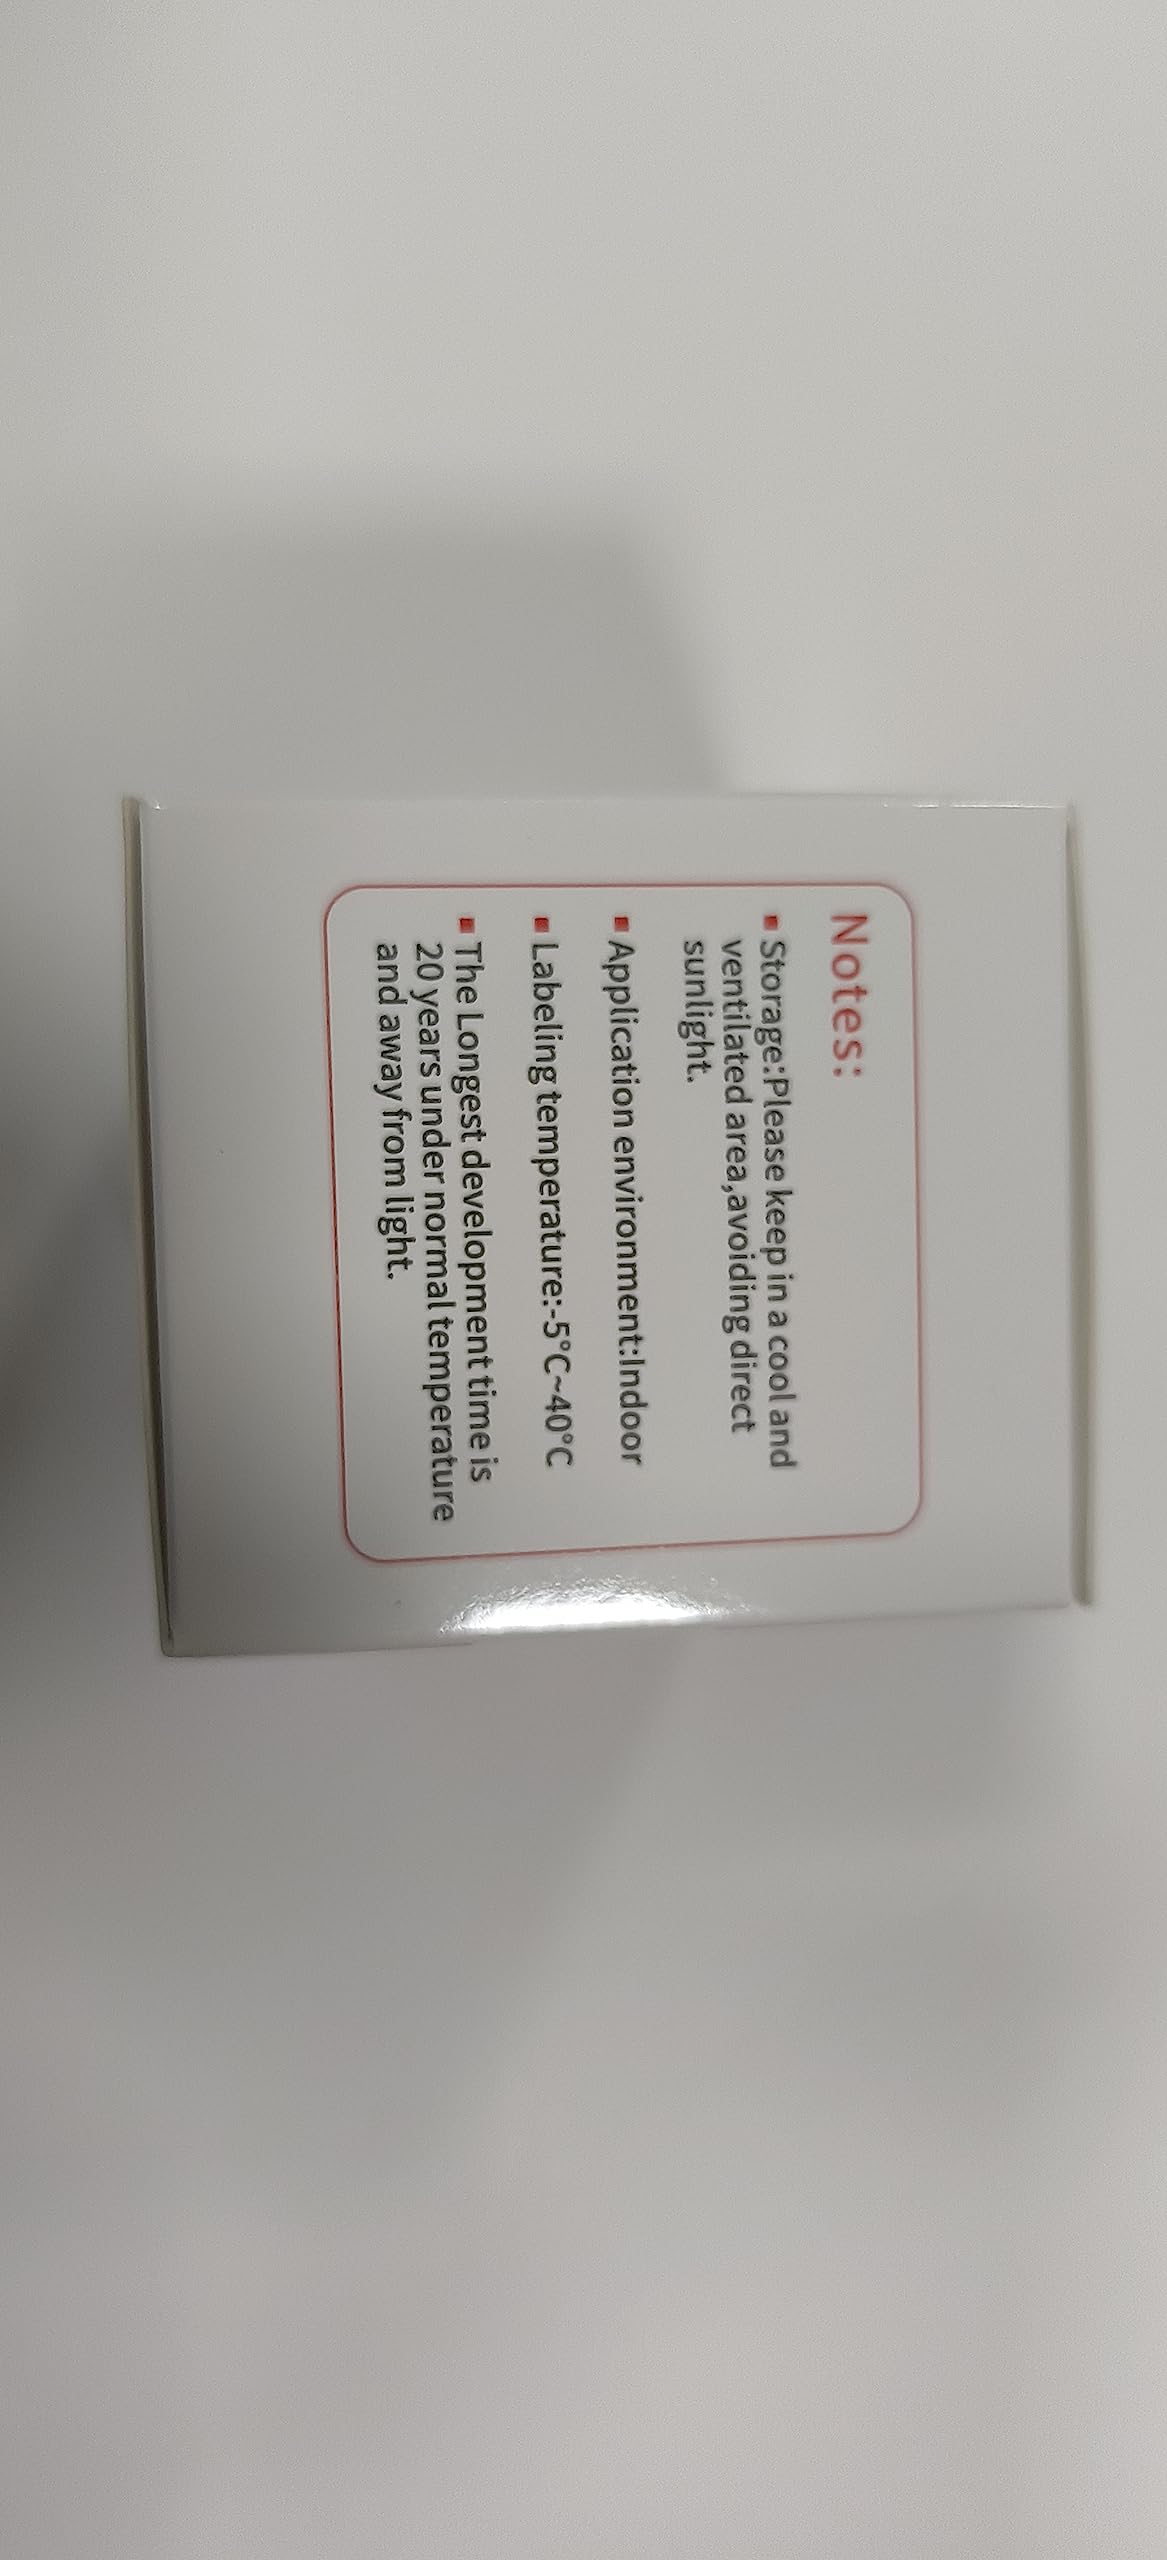 Notes:
▪ Storage:Please keep in a cool and
ventilated area,avoiding direct
sunlight.
▪ Application environment:Indoor
▪ Labeling temperature:-5°C~40°C
▪ The Longest development time is
20 years under normal temperature
and away from light.